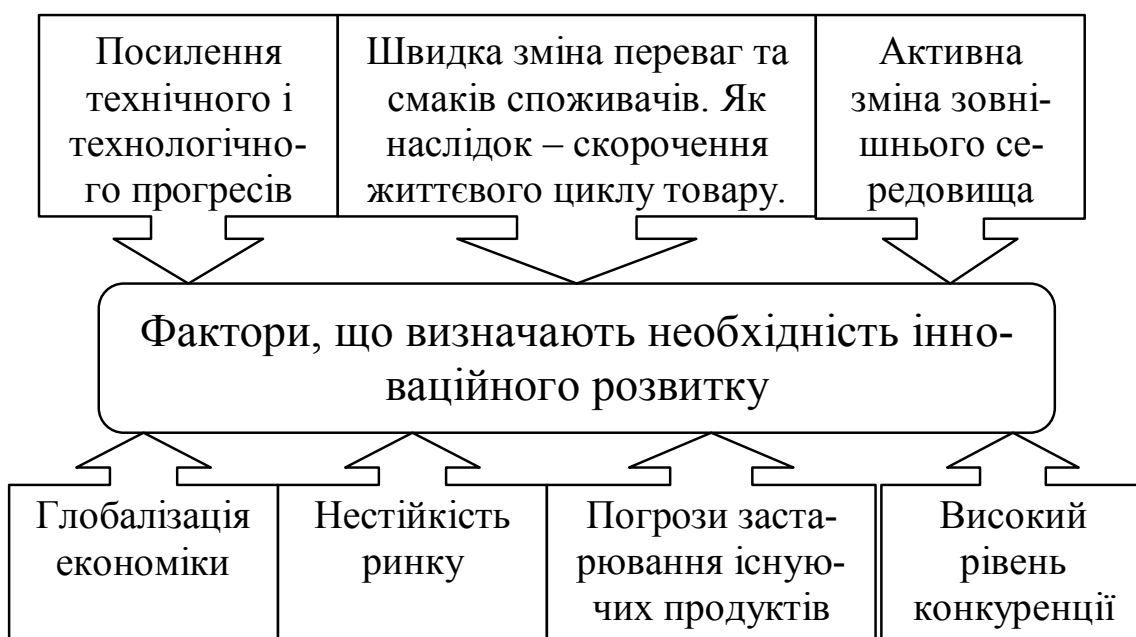 Посилення
технічного і
технологічно-
го прогресів
Швидка зміна переваг та
смаків споживачів. Як
наслідок – скорочення
життєвого циклу товару.
Активна
зміна зовні-
шнього се-
редовища
Фактори, що визначають необхідність інно-
ваційного розвитку
Глобалізація
економіки
Нестійкість
ринку
Погрози заста-
рювання існую-
чих продуктів
Високий
рівень
конкуренції